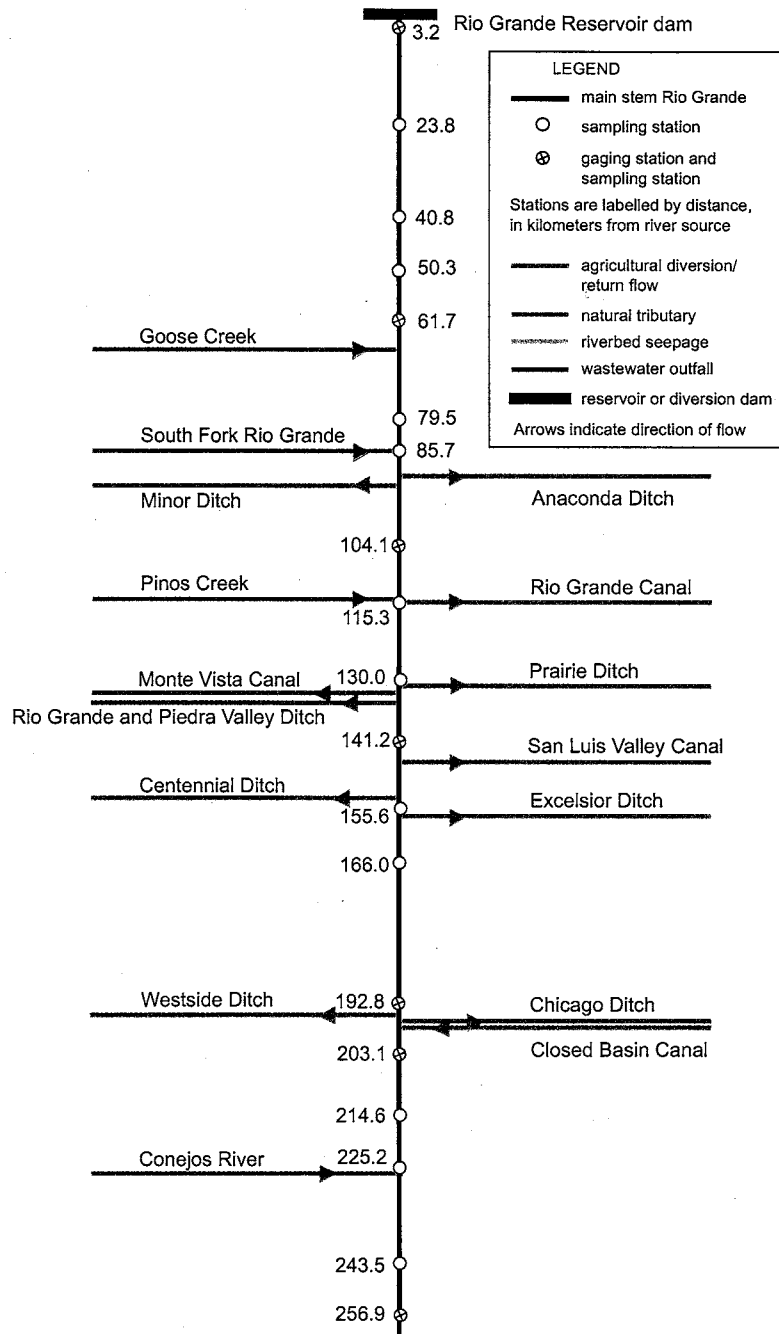 Rio Grande Reservoir dam
3.2
LEGEND
main stem Rio Grande
sampling station
gaging station and
sampling station
Stations are labelled by distance,
in kilometers from river source
agricultural diversion/
return flow
natural tributary
riverbed seepage
wastewater outfall
reservoir or diversion dam
Arrows indicate direction of flow
23.8
40.8
50.3
61.7
Goose Creek
79.5
South Fork Rio Grande
85.7
Minor Ditch
Anaconda Ditch
104.1
Pinos Creek
Rio Grande Canal
115.3
Monte Vista Canal
130.0
Prairie Ditch
Rio Grande and Piedra Valley Ditch
141.2
San Luis Valley Canal
Centennial Ditch
155.6
Excelsior Ditch
166.0
Westside Ditch
192.8
Chicago Ditch
203.1
Closed Basin Canal
214.6
Conejos River
225.2
243.5
256.9